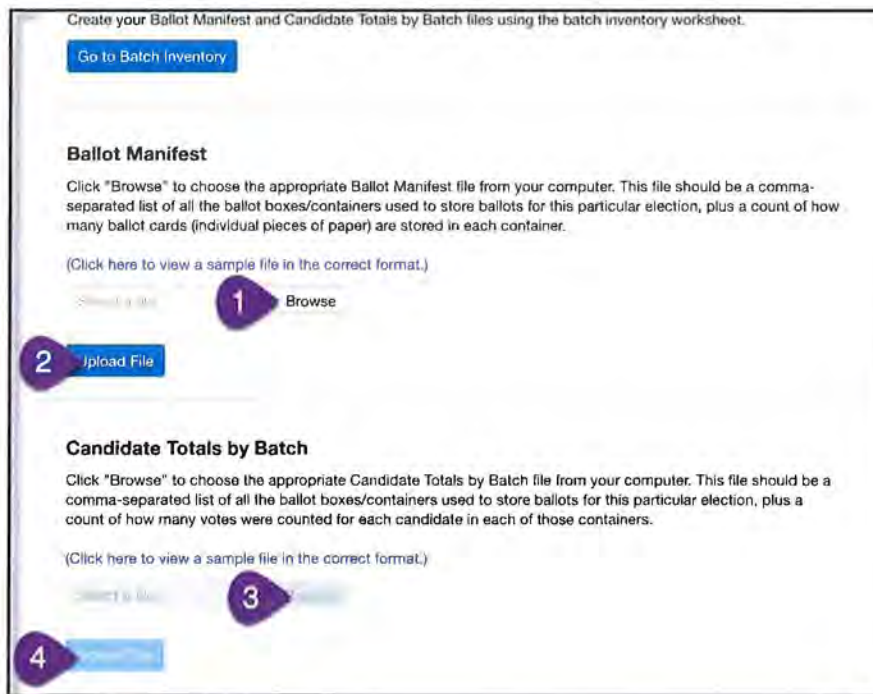 Create your Ballot Manifest and Candidate Totals by Batch files using the batch inventory worksheet.
Go to Batch Inventory
Ballot Manifest
Click "Browse" to choose the appropriate Ballot Manifest file from your computer. This file should be a comma-
separated list of all the ballot boxes/containers used to store ballots for this particular election, plus a count of how
many ballot cards (individual pieces of paper) are stored in each container.
(Click here to view a sample file in the correct format.)
Select a file 1 Browse
2 Upload File
Candidate Totals by Batch
Click "Browse" to choose the appropriate Candidate Totals by Batch file from your computer. This file should be a
comma-separated list of all the ballot boxes/containers used to store ballots for this particular election, plus a
count of how many votes were counted for each candidate in each of those containers.
(Click here to view a sample file in the correct format.)
Select a file 3
4